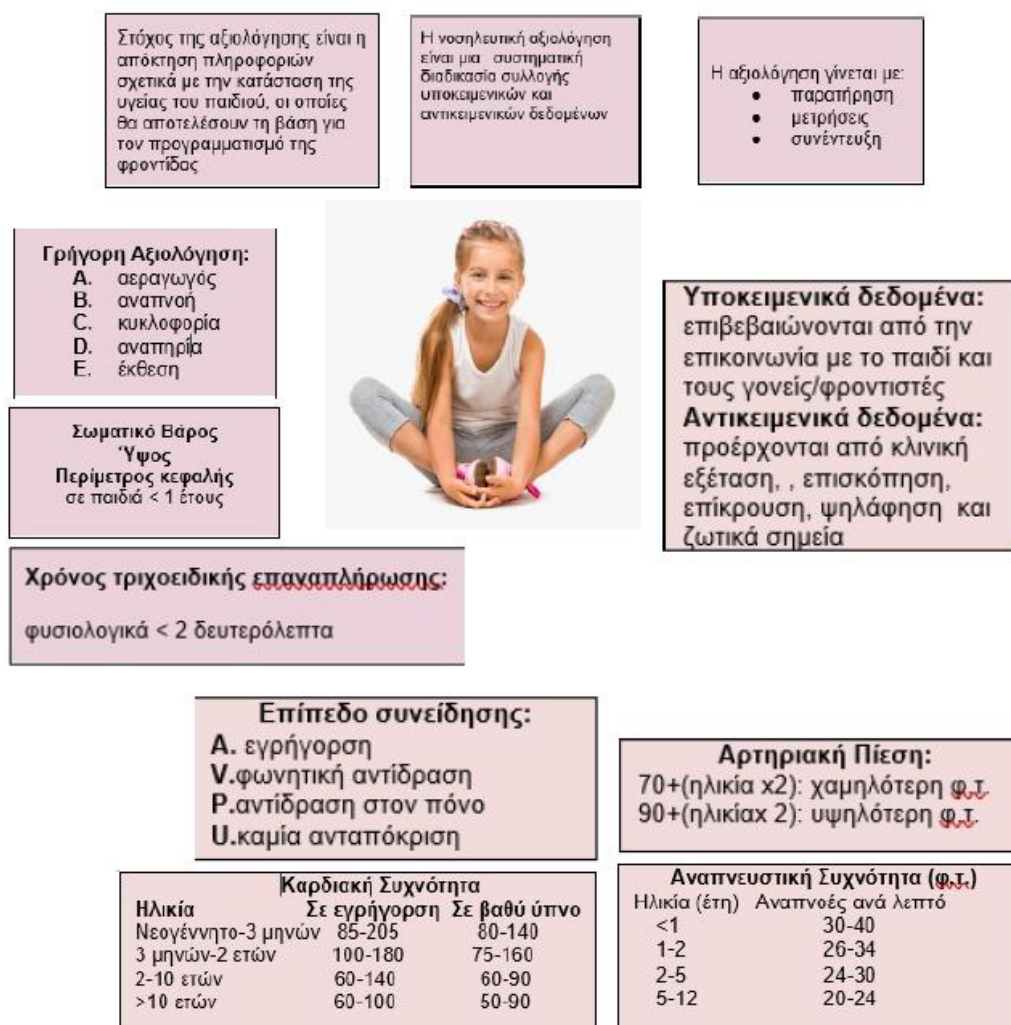 Στόχος της αξιολόγησης είναι η
απόκτηση πληροφοριών
σχετικά με την κατάσταση της
υγείας του παιδιού, οι οποίες
θα αποτελέσουν τη βάση για
τον προγραμματισμό της
φροντίδας
Η νοσηλευτική αξιολόγηση
είναι μια συστηματική
διαδικασία συλλογής
υποκειμενικών και
αντικειμενικών δεδομένων
Η αξιολόγηση γίνεται με:
• παρατήρηση
• μετρήσεις
• συνέντευξη
Γρήγορη Αξιολόγηση:
A. αεραγωγός
B. αναπνοή
C. κυκλοφορία
D. αναπηρία
E. έκθεση
Σωματικό Βάρος
Ύψος
Περίμετρος κεφαλής
σε παιδιά < 1 έτους
Υποκειμενικά δεδομένα:
επιβεβαιώνονται από την
επικοινωνία με το παιδί και
τους γονείς/φροντιστές
Αντικειμενικά δεδομένα:
προέρχονται από κλινική
εξέταση, , επισκόπηση,
επίκρουση, ψηλάφηση και
ζωτικά σημεία
Χρόνος τριχοειδικής επαναπλήρωσης:
φυσιολογικά < 2 δευτερόλεπτα
Επίπεδο συνείδησης:
A. εγρήγορση
V.φωνητική αντίδραση
P.αντίδραση στον πόνο
U.καμία ανταπόκριση
Αρτηριακή Πίεση:
70+(ηλικία x2): χαμηλότερη φ.τ.
90+(ηλικίαx 2): υψηλότερη φ.τ.
Καρδιακή Συχνότητα
Ηλικία Σε εγρήγορση Σε βαθύ ύπνο
Νεογέννητο-3 μηνών 85-205 80-140
3 μηνών-2 ετών 100-180 75-160
2-10 ετών 60-140 60-90
>10 ετών 60-100 50-90
Αναπνευστική Συχνότητα (φ.τ.)
Ηλικία (έτη) Αναπνοές ανά λεπτό
<1 30-40
1-2 26-34
2-5 24-30
5-12 20-24